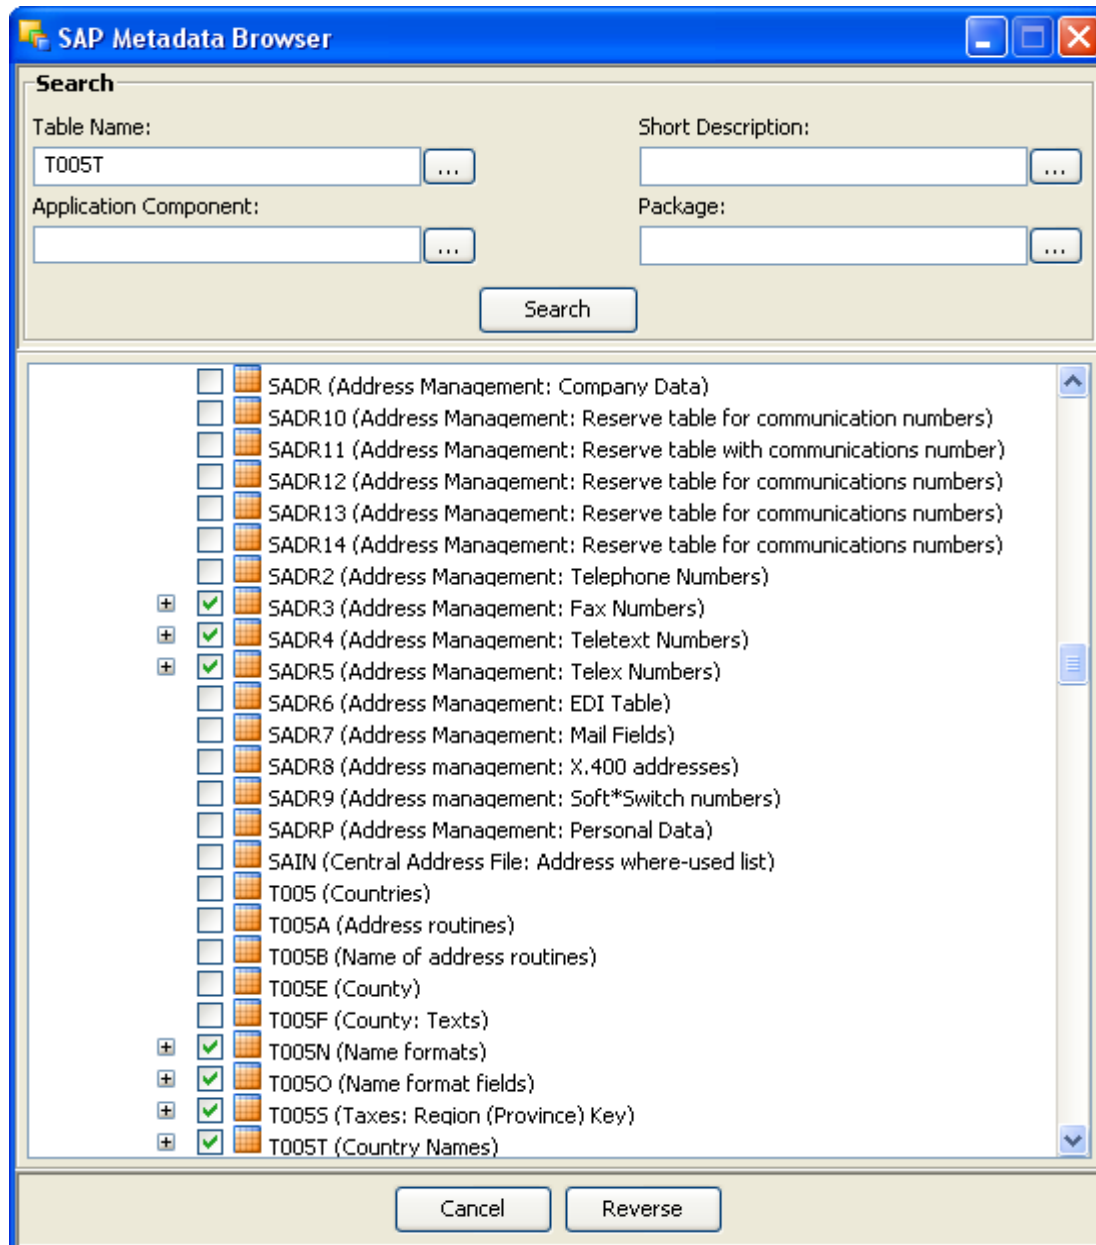 SAP Metadata Browser
Search
Table Name:
Short Description:
T005T
...
...
Application Component:
Package:
...
...
Search
SADR (Address Management: Company Data)
SADR10 (Address Management: Reserve table for communication numbers)
SADR11 (Address Management: Reserve table with communications number)
SADR12 (Address Management: Reserve table for communications numbers)
SADR13 (Address Management: Reserve table for communications numbers)
SADR14 (Address Management: Reserve table for communications numbers)
SADR2 (Address Management: Telephone Numbers)
SADR3 (Address Management: Fax Numbers)
SADR4 (Address Management: Teletext Numbers)
SADR5 (Address Management: Telex Numbers)
SADR6 (Address Management: EDI Table)
SADR7 (Address Management: Mail Fields)
SADR8 (Address management: X.400 addresses)
SADR9 (Address management: Soft*Switch numbers)
SADRP (Address Management: Personal Data)
SAIN (Central Address File: Address where-used list)
T005 (Countries)
T005A (Address routines)
T005B (Name of address routines)
T005E (County)
T005F (County: Texts)
T005N (Name formats)
T005O (Name format fields)
T005S (Taxes: Region (Province) Key)
T005T (Country Names)
Cancel
Reverse